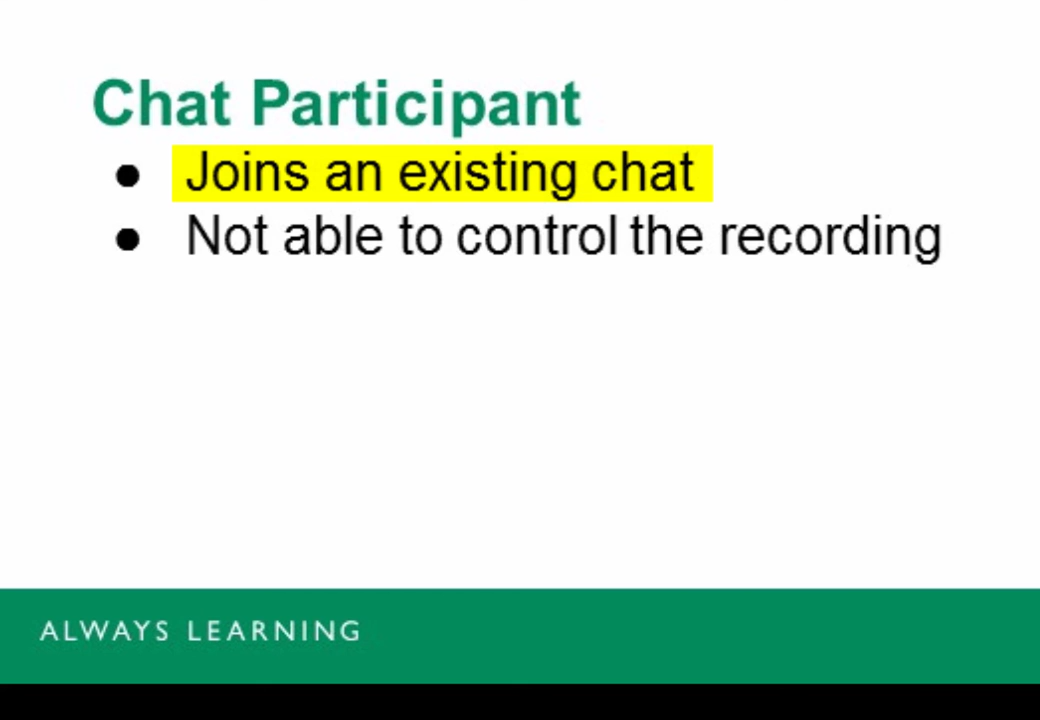 Chat Participant
● Joins an existing chat
● Not able to control the recording
ALWAYS LEARNING